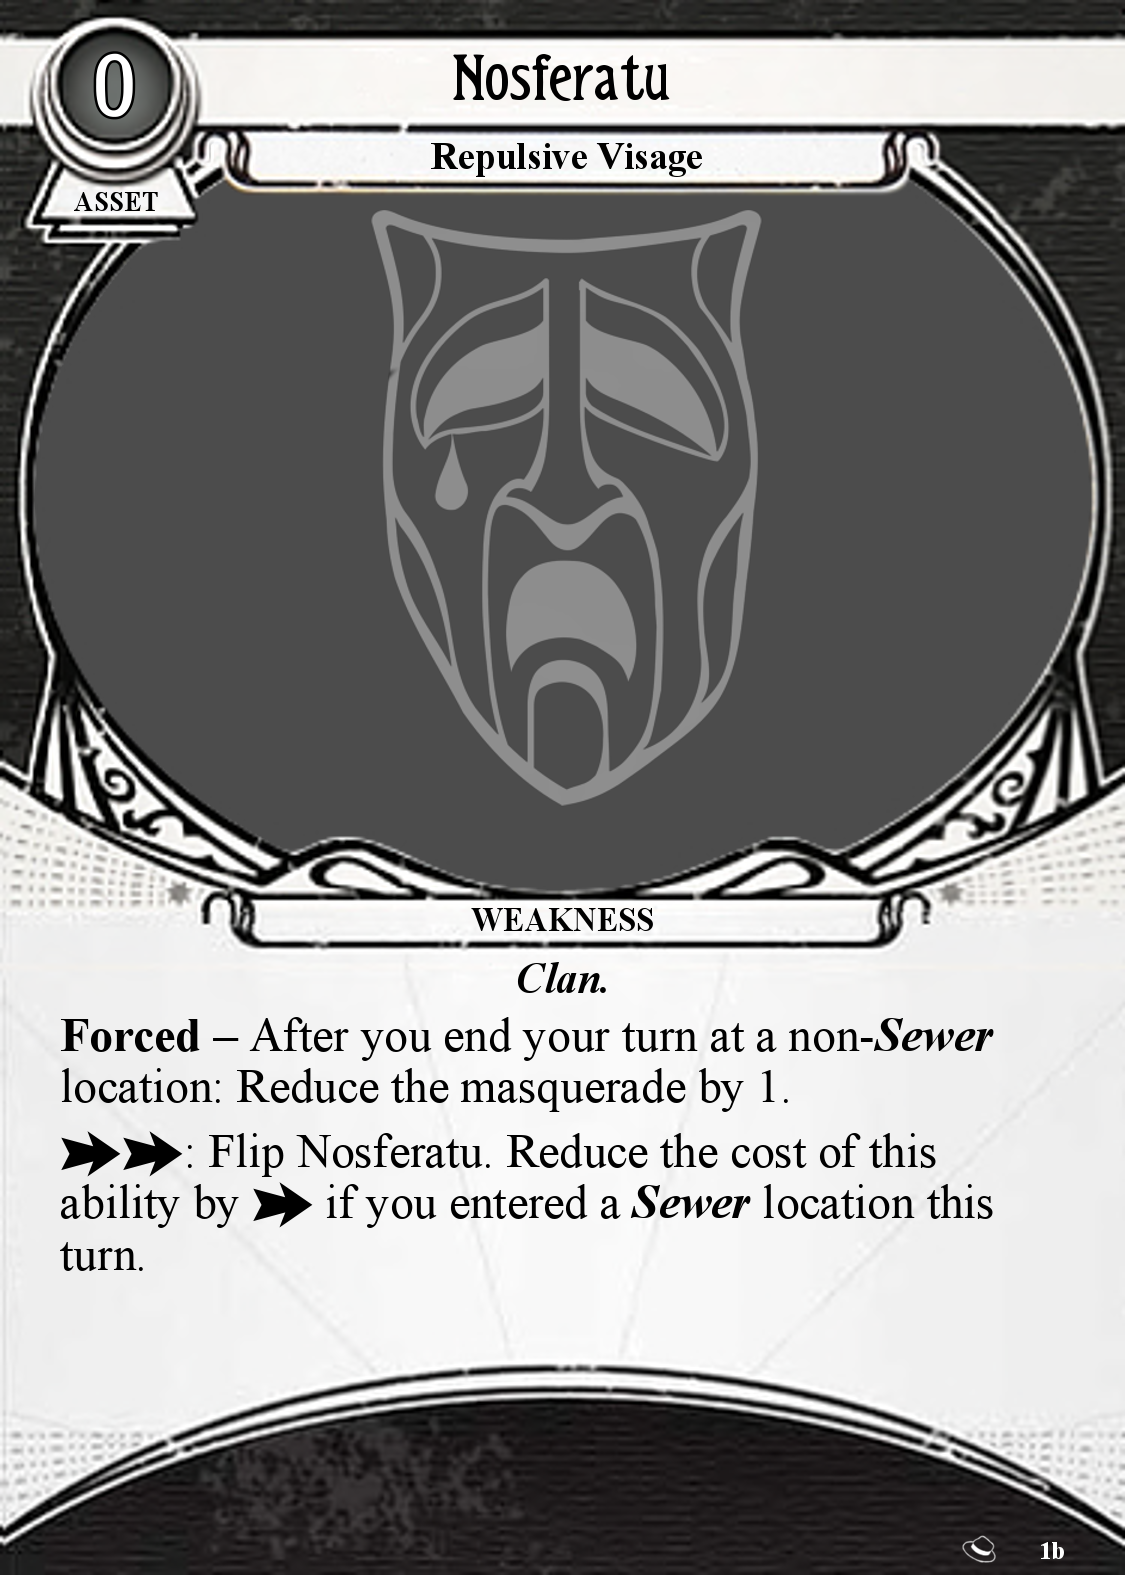 0
Nosferatu
Repulsive Visage
ASSET
WEAKNESS
Clan.
Forced – After you end your turn at a non-Sewer
location: Reduce the masquerade by 1.
: Flip Nosferatu. Reduce the cost of this
ability by if you entered a Sewer location this
turn.
1b